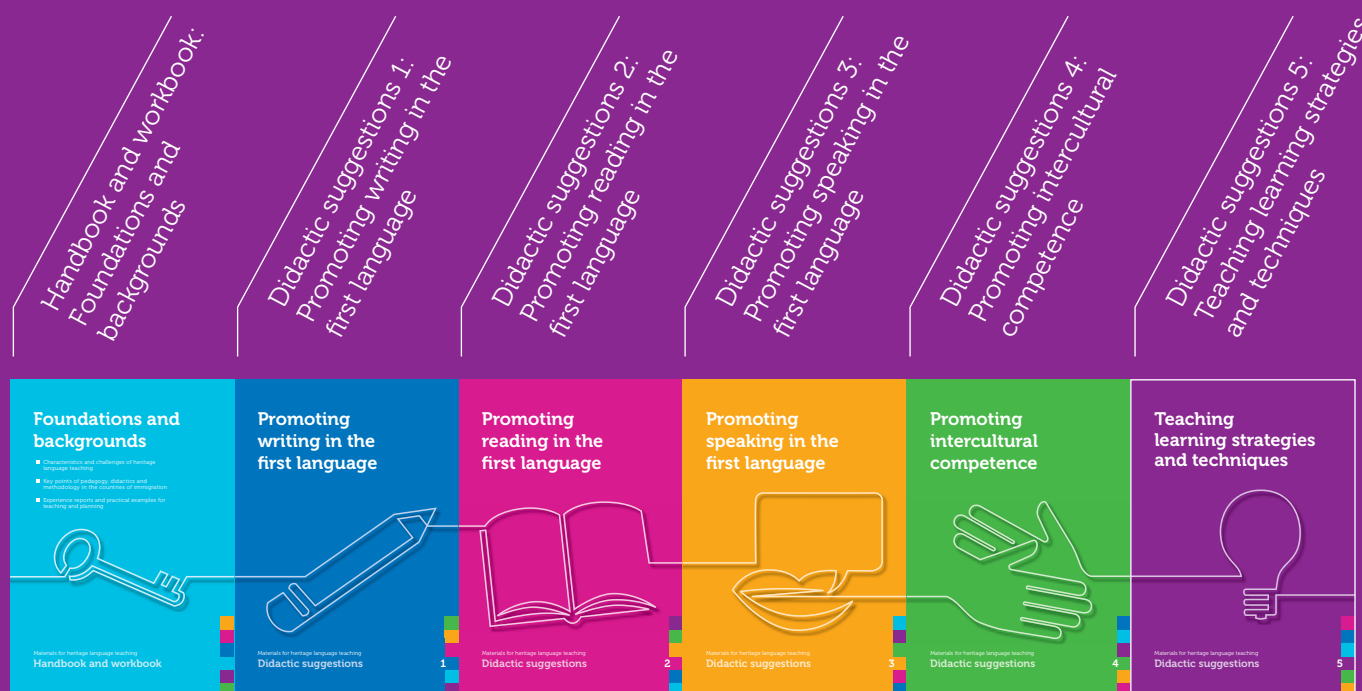 Handbook and workbook:
Foundations and
backgrounds
Didactic suggestions 1:
Promoting writing in the
first language
Didactic suggestions 2:
Promoting reading in the
first language
Didactic suggestions 3:
Promoting speaking in the
first language
Didactic suggestions 4:
Promoting intercultural
competence
Didactic suggestions 5:
Teaching learning strategies
and techniques
Foundations and
backgrounds
Characteristics and challenges of heritage
language teaching
Key points of pedagogy, didactics and
methodology in the countries of immigration
Experience reports and practical examples for
teaching and planning
Materials for heritage language teaching
Handbook and workbook
Promoting
writing in the
first language
Materials for heritage language teaching
Didactic suggestions 1
Promoting
reading in the
first language
Materials for heritage language teaching
Didactic suggestions 2
Promoting
speaking in the
first language
Materials for heritage language teaching
Didactic suggestions 3
Promoting
intercultural
competence
Materials for heritage language teaching
Didactic suggestions 4
Teaching
learning strategies
and techniques
Materials for heritage language teaching
Didactic suggestions 5